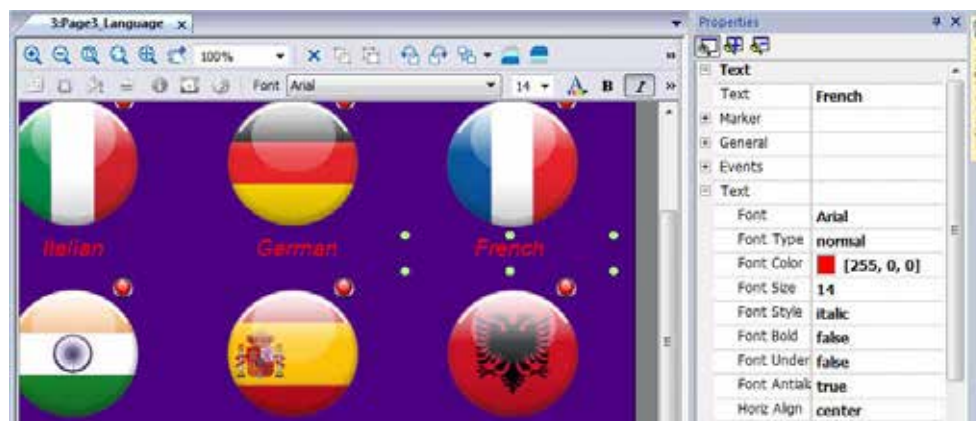 3:Page3_Language x
Properties
100%
Font Arial 14 A B I »
Text
Text French
Marker
General
Events
Text
Font Arial
Font Type normal
Font Color [255, 0, 0]
Font Size 14
Font Style italic
Font Bold false
Font Under false
Font Antiali true
Horiz Align center
Italian German French